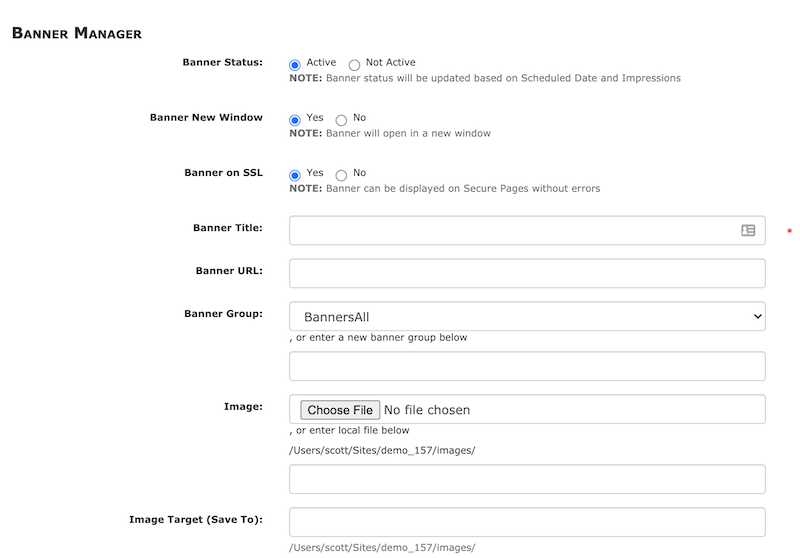 Banner Manager
Banner Status: Active Not Active
NOTE: Banner status will be updated based on Scheduled Date and Impressions
Banner New Window Yes No
NOTE: Banner will open in a new window
Banner on SSL Yes No
NOTE: Banner can be displayed on Secure Pages without errors
Banner Title: *
Banner URL:
Banner Group: BannersAll
, or enter a new banner group below
Image: Choose File No file chosen
, or enter local file below
/Users/scott/Sites/demo_157/images/
Image Target (Save To):
/Users/scott/Sites/demo_157/images/